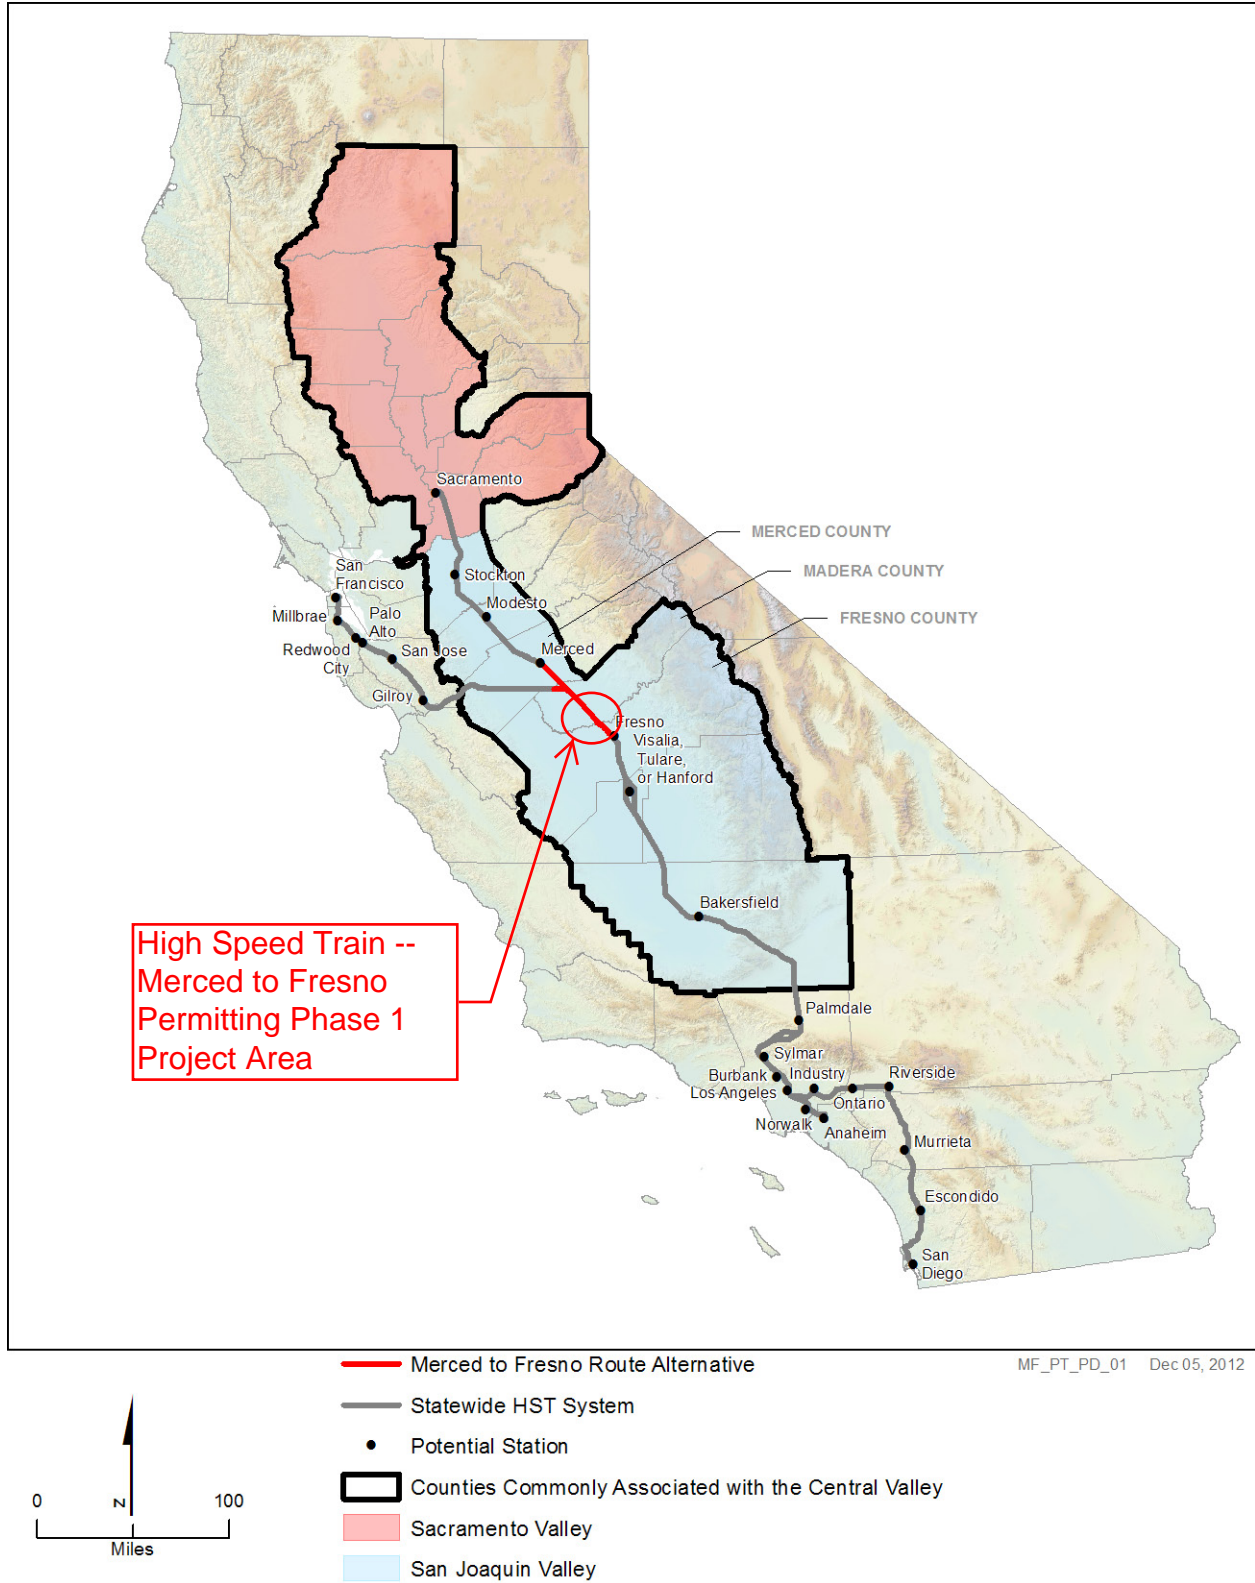 Sacramento
MERCED COUNTY
MADERA COUNTY
FRESNO COUNTY
San
Francisco
Stockton
Modesto
Millbrae
Palo
Alto
Redwood
City
San Jose
Merced
Gilroy
Fresno
Visalia,
Tulare,
or Hanford
Bakersfield
High Speed Train --
Merced to Fresno
Permitting Phase 1
Project Area
Palmdale
Sylmar
Burbank
Industry
Riverside
Los Angeles
Ontario
Norwalk
Anaheim
Murrieta
Escondido
San
Diego
Merced to Fresno Route Alternative
MF_PT_PD_01 Dec 05, 2012
Statewide HST System
Potential Station
Counties Commonly Associated with the Central Valley
Sacramento Valley
San Joaquin Valley
0 100
Z
Miles